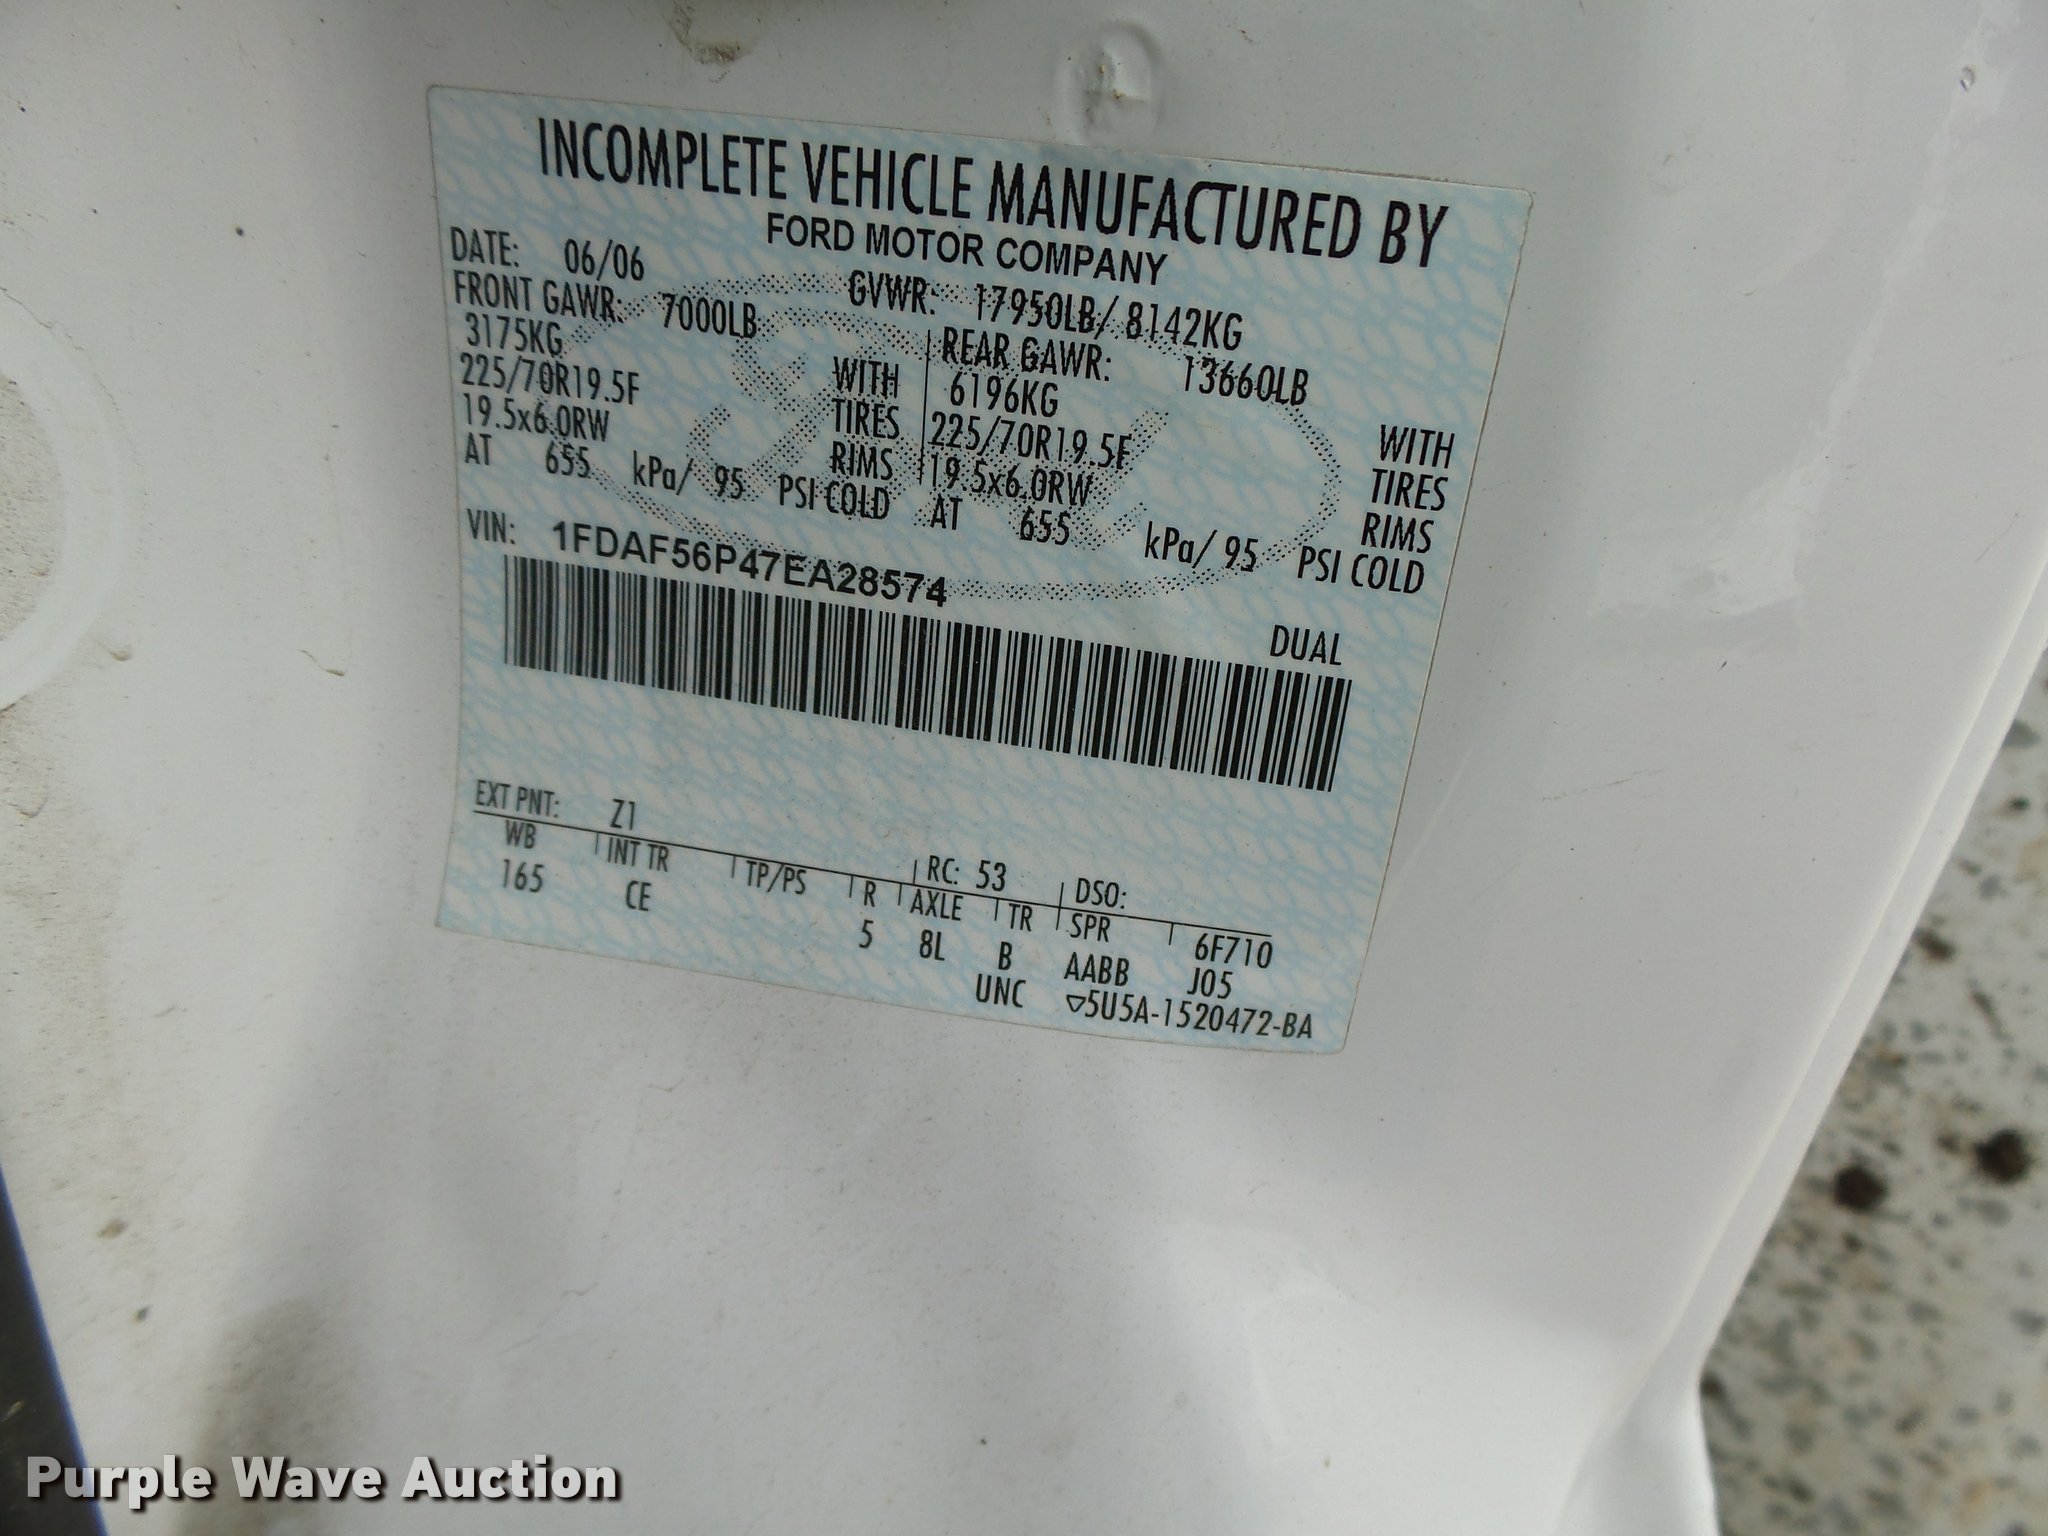 INCOMPLETE VEHICLE MANUFACTURED BY
FORD MOTOR COMPANY
DATE: 06/06 GVWR: 17950LB/ 8142KG
FRONT GAWR: 7000LB REAR GAWR: 13660LB
3175KG WITH 6196KG WITH
225/70R19.5F TIRES 225/70R19.5F TIRES
19.5x6.0RW RIMS 19.5x6.0RW RIMS
AT 655 kPa/ 95 PSI COLD AT 655 kPa/ 95 PSI COLD
VIN: 1FDAF56P47EA28574
DUAL
EXT PNT: Z1 RC: 53 DSO:
WB INT TR TP/PS R AXLE TR SPR 6F710
165 CE 5 8L B AABB J05
UNC ▽5U5A-1520472-BA
Purple Wave Auction